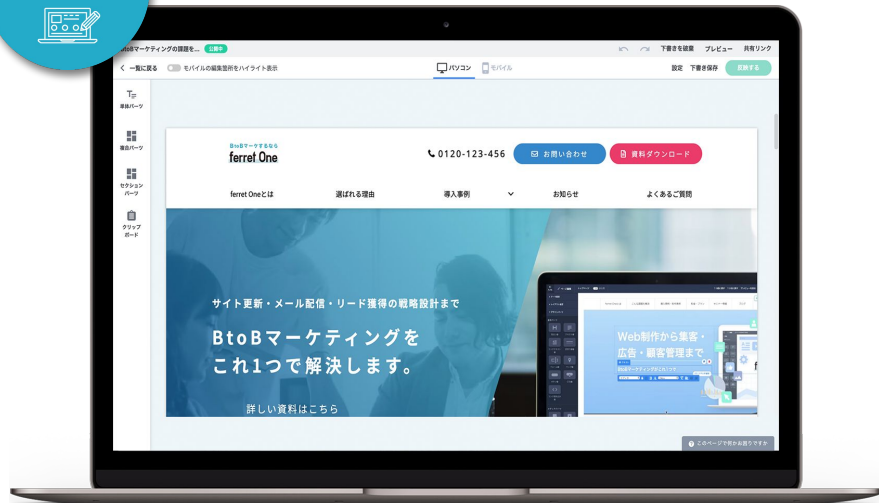 BtoBマーケティングの課題を... 公開中
下書きを破棄 プレビュー 共有リンク
く 一覧に戻る モバイルの編集箇所をハイライト表示
パソコン モバイル
設定 下書き保存 反映する
単体パーツ
複合パーツ
セクション
パーツ
クリップ
ボード
BtoBマーケするなら
ferret One
0120-123-456 お問い合わせ 資料ダウンロード
ferret Oneとは 選ばれる理由 導入事例 お知らせ よくあるご質問
サイト更新・メール配信・リード獲得の戦略設計まで
BtoBマーケティングを
これ1つで解決します。
詳しい資料はこちら
Web制作から集客・
広告・顧客管理まで
このページで何かお困りですか